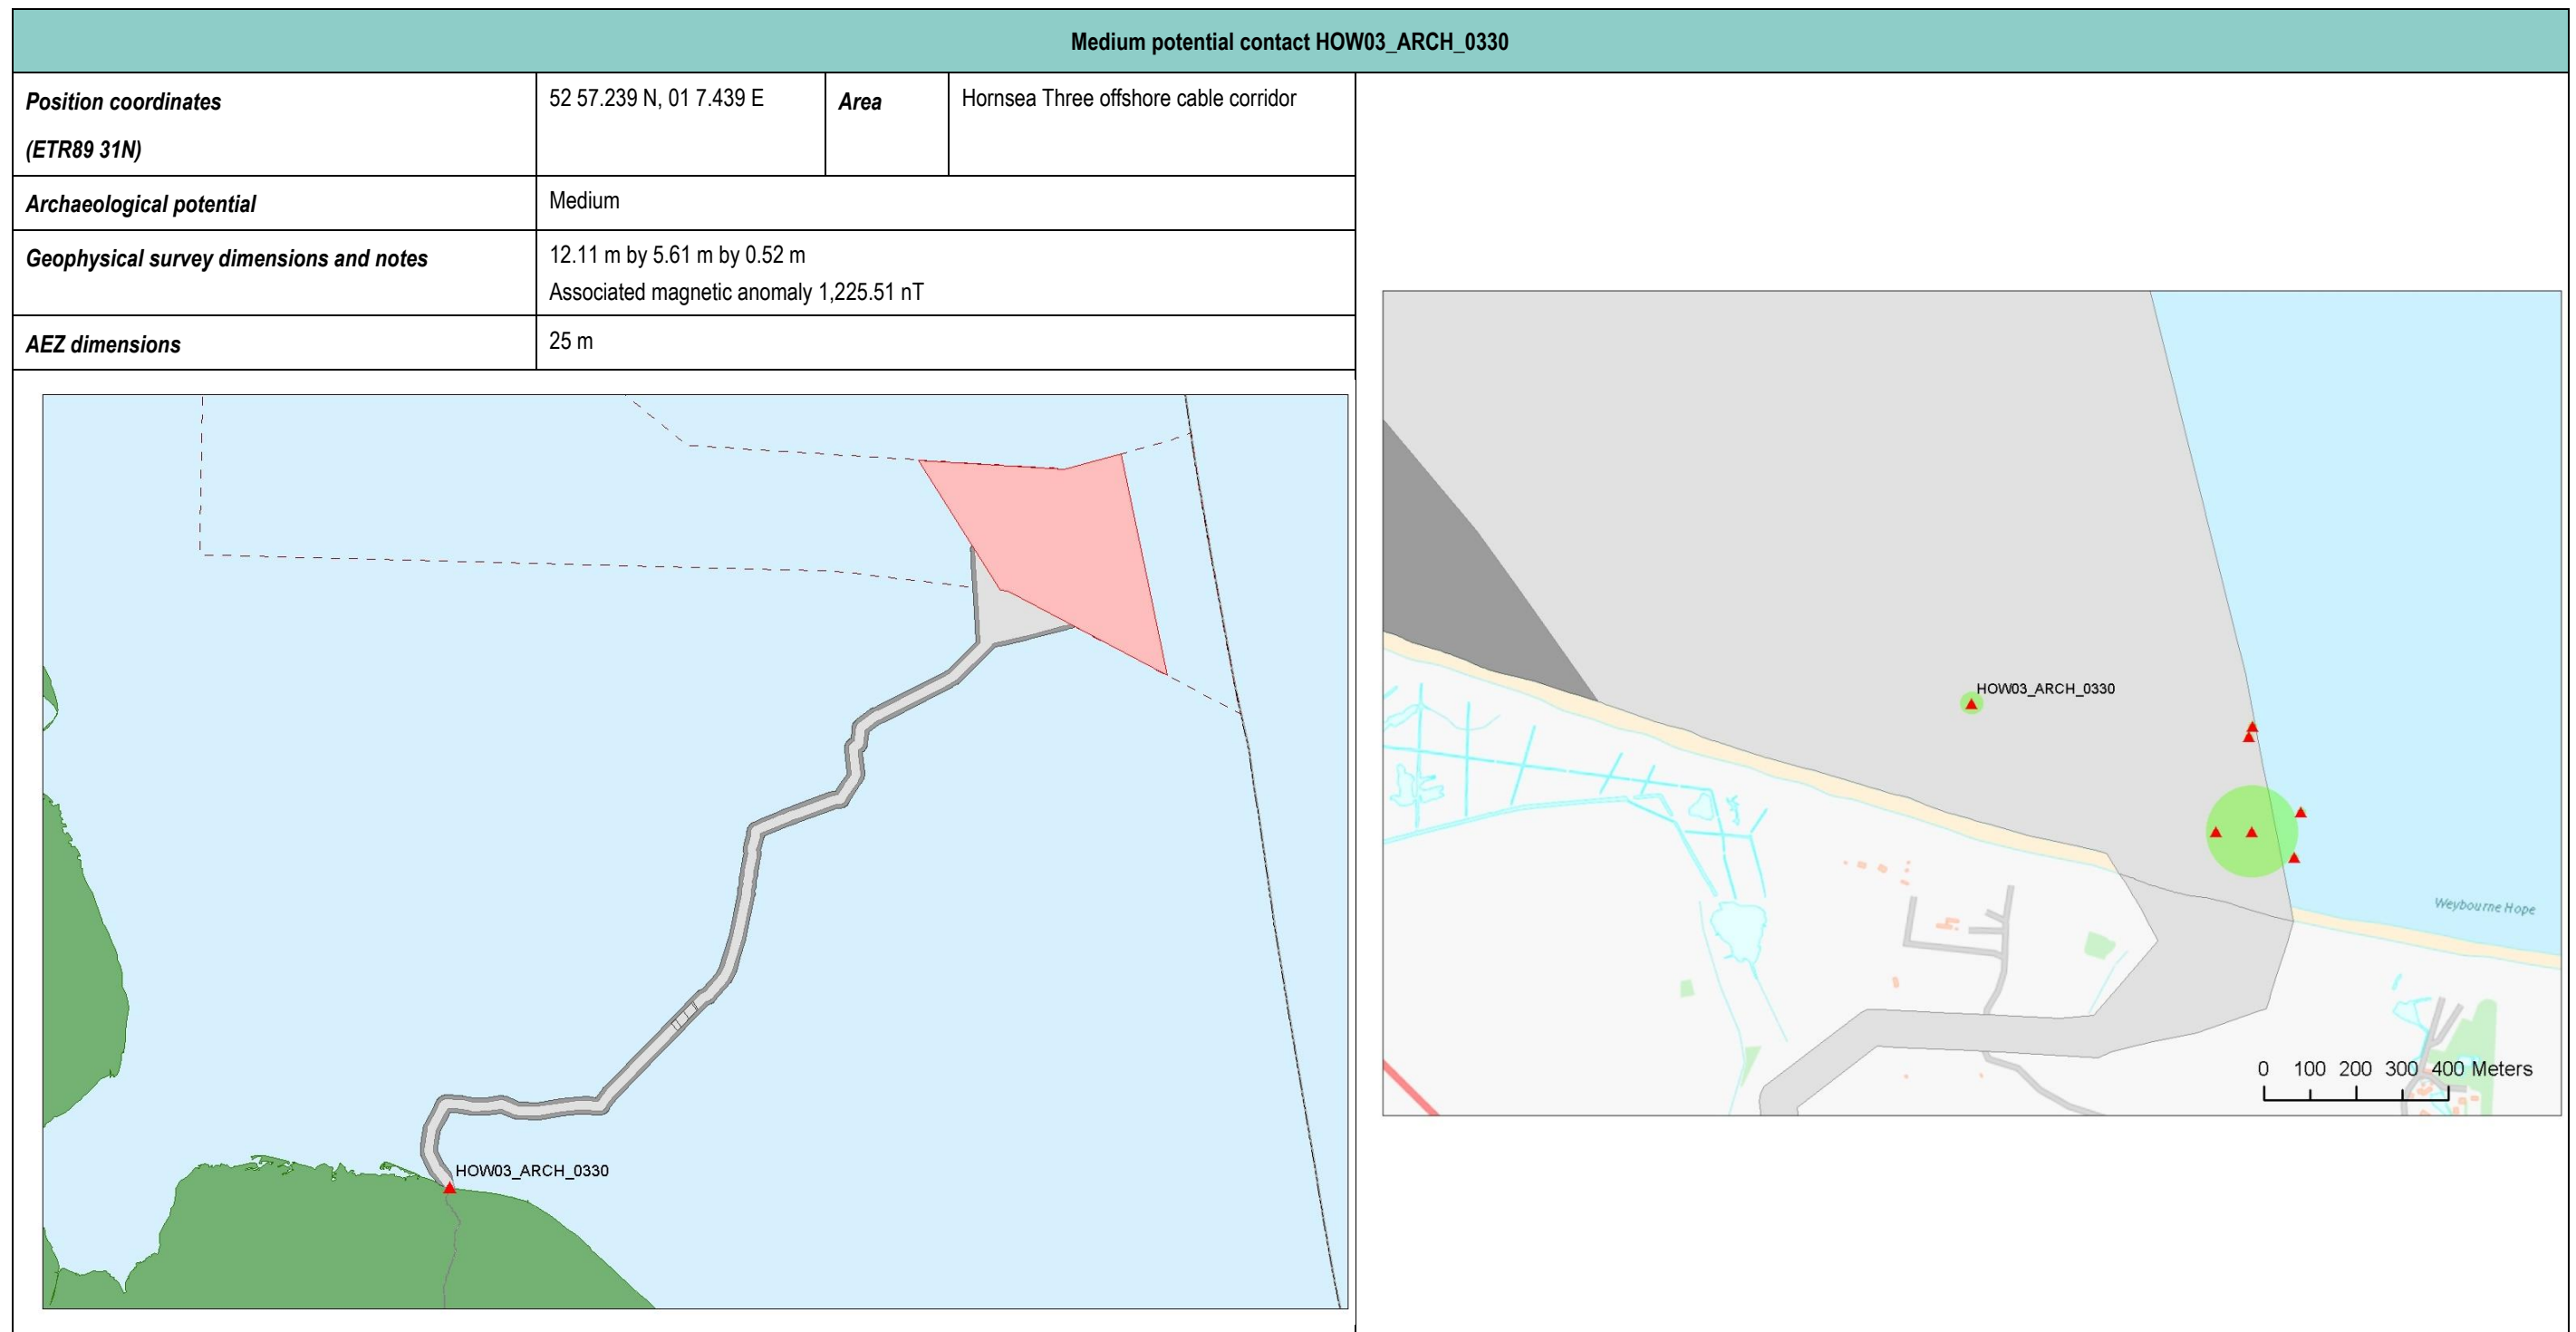 Medium potential contact HOW03_ARCH_0330
Position coordinates
(ETR89 31N)
52 57.239 N, 01 7.439 E
Area
Hornsea Three offshore cable corridor
Archaeological potential
Medium
Geophysical survey dimensions and notes
12.11 m by 5.61 m by 0.52 m
Associated magnetic anomaly 1,225.51 nT
AEZ dimensions
25 m
HOW03_ARCH_0330
HOW03_ARCH_0330
Weybourne Hope
0 100 200 300 400 Meters